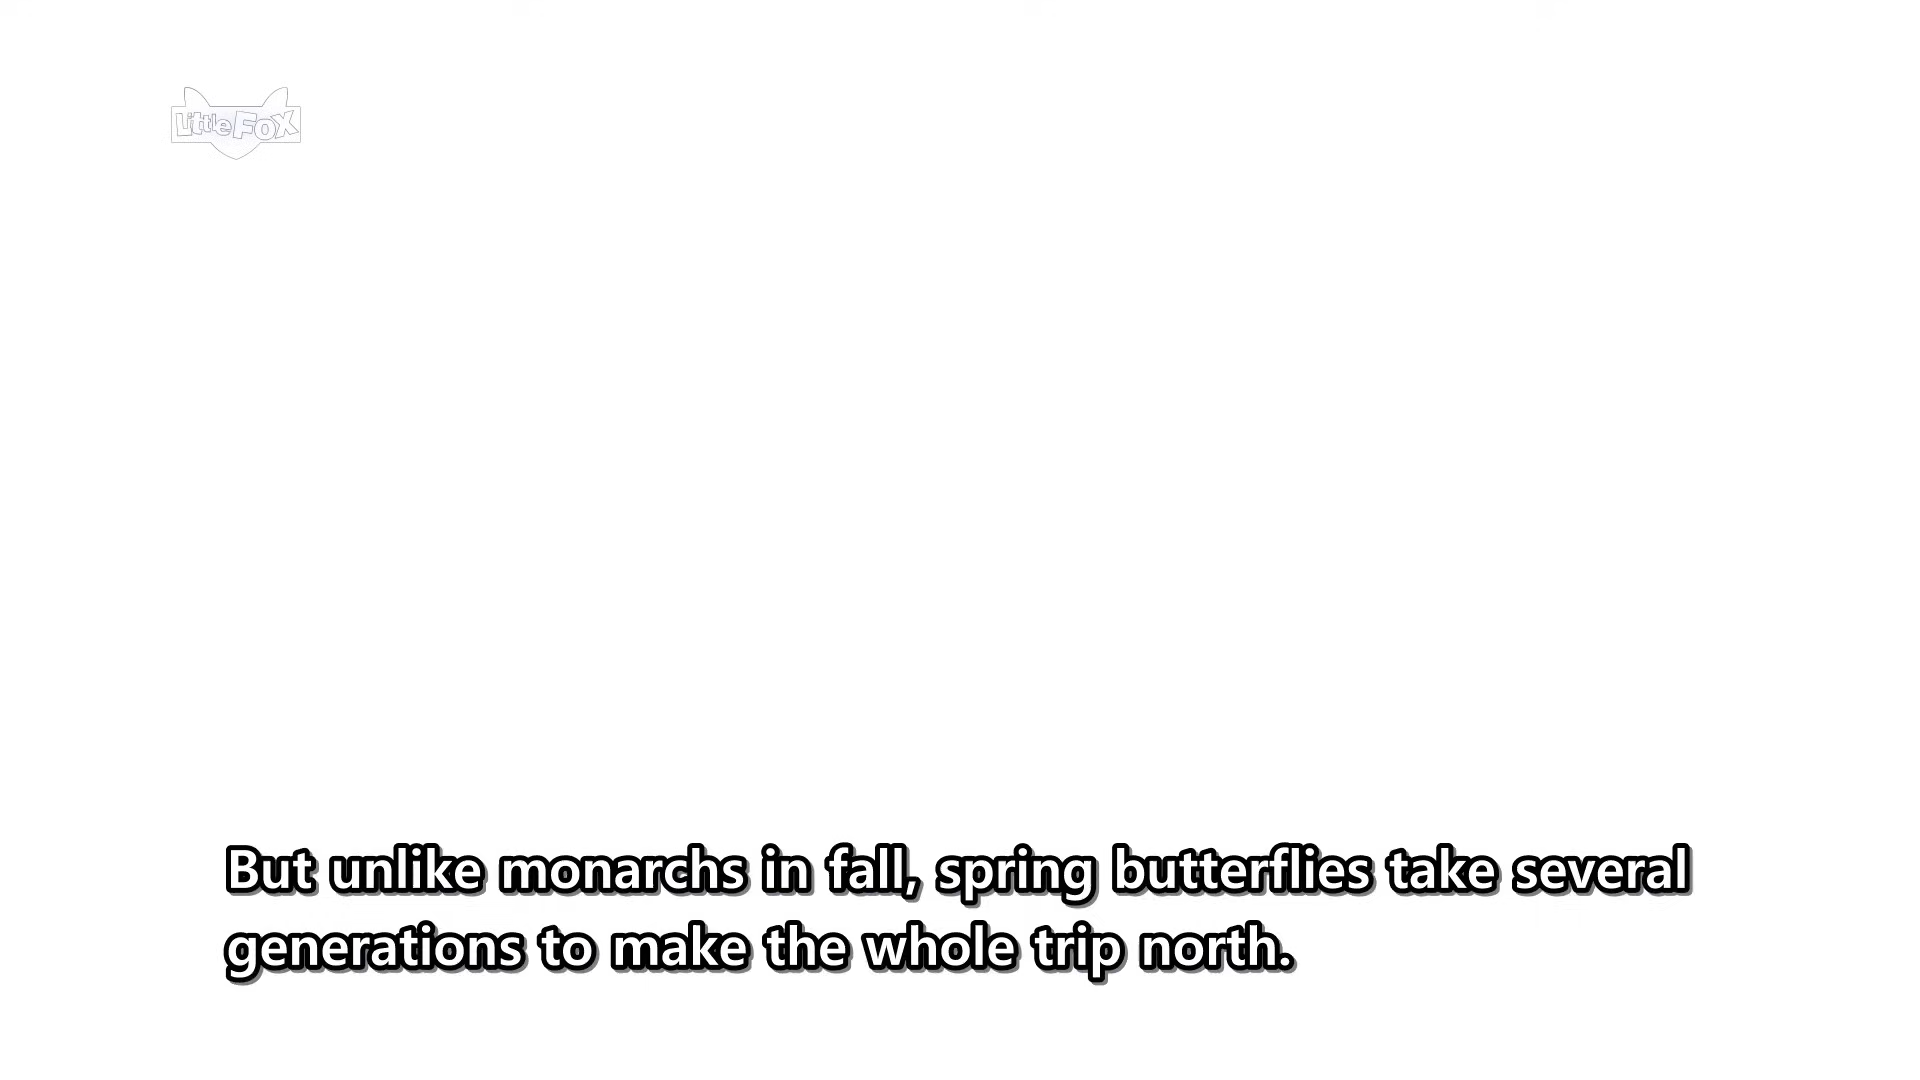 Little Fox
But unlike monarchs in fall, spring butterflies take several
generations to make the whole trip north.